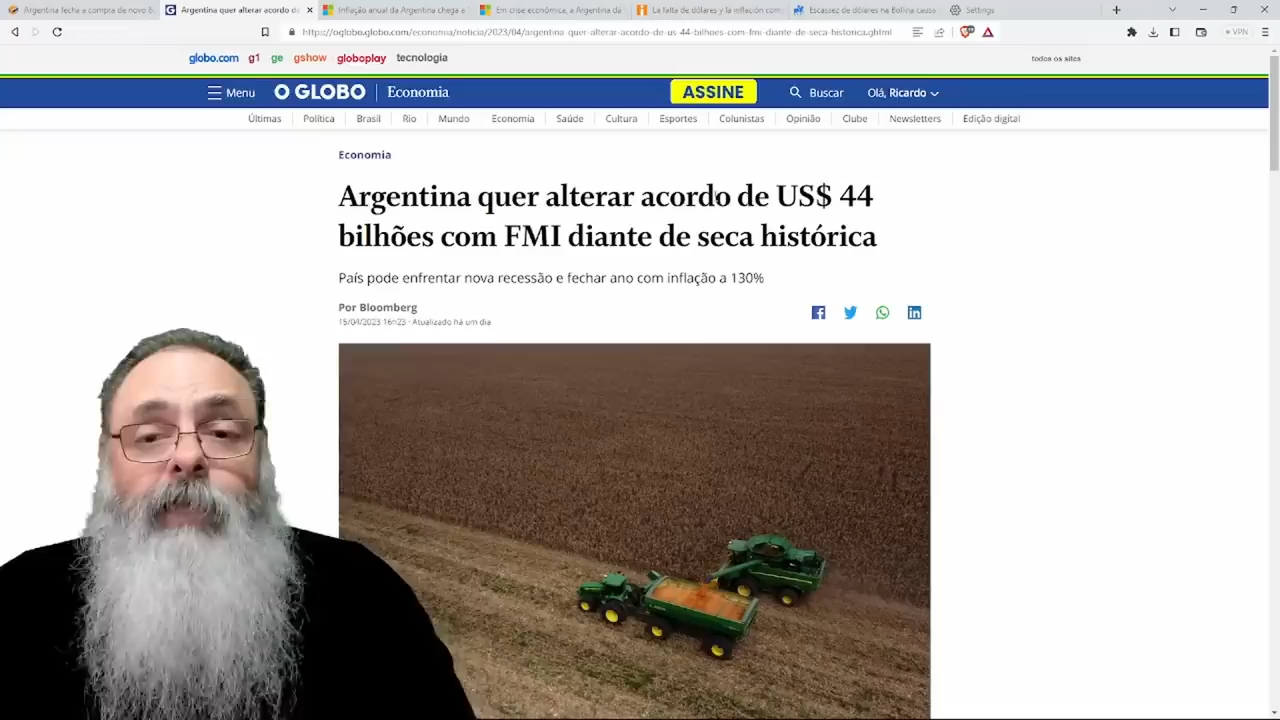 Argentina fecha a compra de novo b
Argentina quer alterar acordo da
Inflação anual da Argentina chega a
Em crise econômica, a Argentina da
La falta de dólares y la inflación com
Escassez de dólares na Bolívia causa
Settings
https://oglobo.globo.com/economia/noticia/2023/04/argentina-quer-alterar-acordo-de-us-44-bilhoes-com-fmi-diante-de-seca-historica.ghtml
VPN
globo.com g1 ge gshow globoplay tecnologia
todos os sites
Menu O GLOBO Economia ASSINE Buscar Olá, Ricardo
Últimas Política Brasil Rio Mundo Economia Saúde Cultura Esportes Colunistas Opinião Clube Newsletters Edição digital
Economia
Argentina quer alterar acordo de US$ 44
bilhões com FMI diante de seca histórica
País pode enfrentar nova recessão e fechar ano com inflação a 130%
Por Bloomberg
15/04/2023 16h23 · Atualizado há um dia